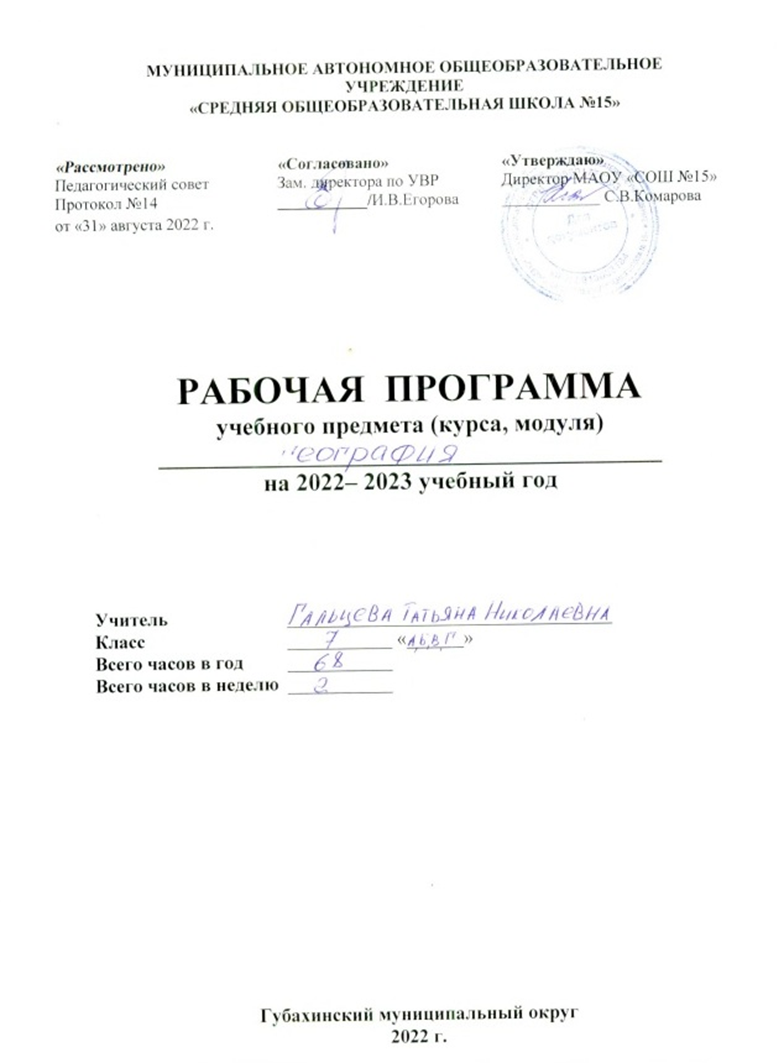 МУНИЦИПАЛЬНОЕ АВТОНОМНОЕ ОБЩЕОБРАЗОВАТЕЛЬНОЕ
УЧРЕЖДЕНИЕ
«СРЕДНЯЯ ОБЩЕОБРАЗОВАТЕЛЬНАЯ ШКОЛА №15»
«Рассмотрено»
Педагогический совет
Протокол №14
от «31» августа 2022 г.
«Согласовано»
Зам. директора по УВР
/И.В.Егорова
«Утверждаю»
Директор МАОУ «СОШ №15»
С.В.Комарова
Для
документов
РАБОЧАЯ ПРОГРАММА
учебного предмета (курса, модуля)
география
на 2022– 2023 учебный год
Учитель Гальцева Татьяна Николаевна
Класс 7 «А,Б,В,Г»
Всего часов в год 68
Всего часов в неделю 2
Губахинский муниципальный округ
2022 г.